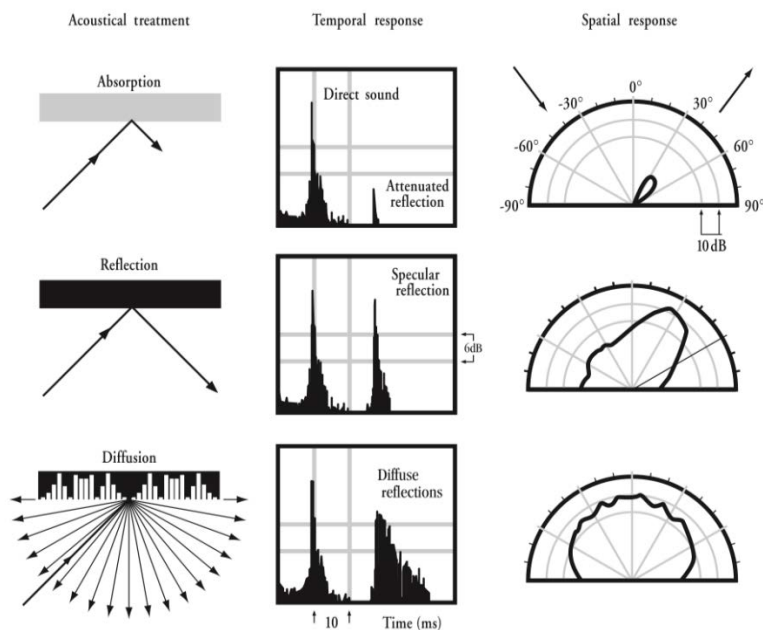 Acoustical treatment
Temporal response
Spatial response
Absorption
Direct sound
Attenuated
reflection
0°
-30°
30°
-60°
60°
-90°
90°
10 dB
Reflection
Specular
reflection
6dB
Diffusion
Diffuse
reflections
10
Time (ms)